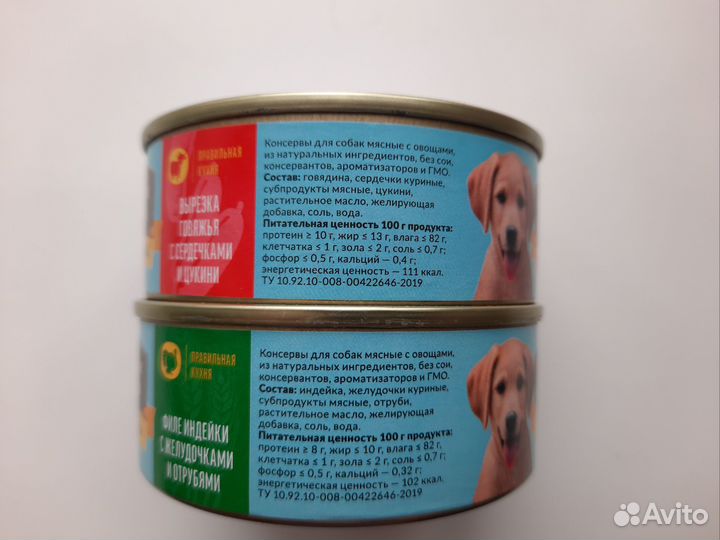 ПРАВИЛЬНАЯ
КУХНЯ
ВЫРЕЗКА
ГОВЯЖЬЯ
С СЕРДЕЧКАМИ
И ЦУКИНИ
Консервы для собак мясные с овощами,
из натуральных ингредиентов, без сои,
консервантов, ароматизаторов и ГМО.
Состав: говядина, сердечки куриные,
субпродукты мясные, цукини,
растительное масло, желирующая
добавка, соль, вода.
Питательная ценность 100 г продукта:
протеин ≥ 10 г, жир ≤ 13 г, влага ≤ 82 г,
клетчатка ≤ 1 г, зола ≤ 2 г, соль ≤ 0,7 г;
фосфор ≤ 0,5 г, кальций — 0,4 г;
энергетическая ценность — 111 ккал.
ТУ 10.92.10-008-00422646-2019
ПРАВИЛЬНАЯ
КУХНЯ
ФИЛЕ ИНДЕЙКИ
С ЖЕЛУДОЧКАМИ
И ОТРУБЯМИ
Консервы для собак мясные с овощами,
из натуральных ингредиентов, без сои,
консервантов, ароматизаторов и ГМО.
Состав: индейка, желудочки куриные,
субпродукты мясные, отруби,
растительное масло, желирующая
добавка, соль, вода.
Питательная ценность 100 г продукта:
протеин ≥ 8 г, жир ≤ 10 г, влага ≤ 82 г,
клетчатка ≤ 1 г, зола ≤ 2 г, соль ≤ 0,7 г;
фосфор ≤ 0,5 г, кальций — 0,32 г;
энергетическая ценность — 102 ккал.
ТУ 10.92.10-008-00422646-2019
Avito